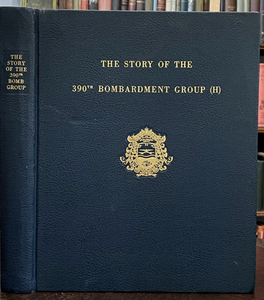 THE
STORY
OF THE
390TH
BOMB
GROUP
THE STORY OF THE
390TH BOMBARDMENT GROUP (H)